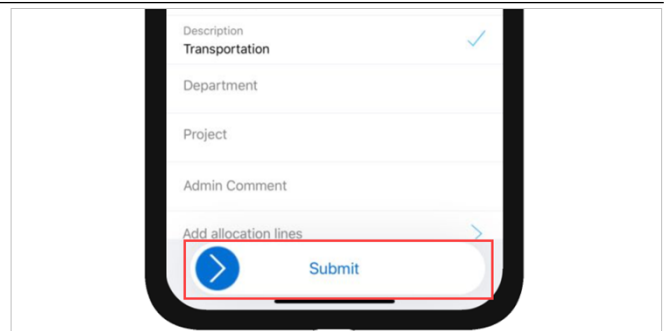 Description
Transportation
Department
Project
Admin Comment
Add allocation lines
Submit